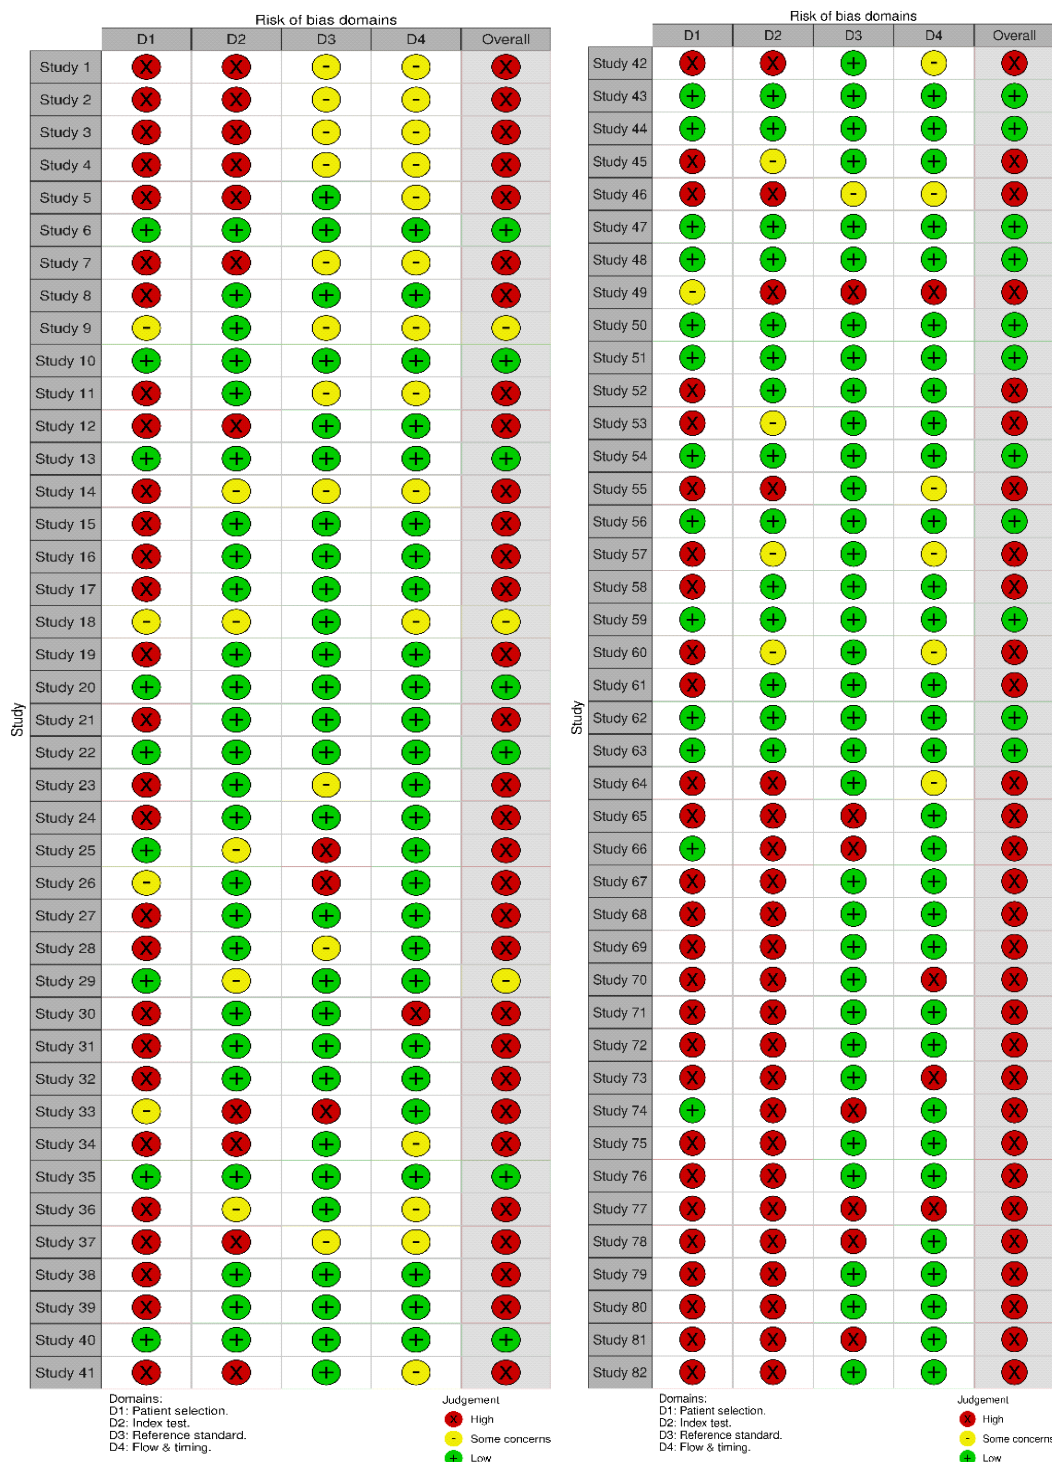 Risk of bias domains
D1 D2 D3 D4 Overall
Study 1 X X - - X
Study 2 X X - - X
Study 3 X X - - X
Study 4 X X - - X
Study 5 X X + - X
Study 6 + + + + +
Study 7 X X - - X
Study 8 X + + + X
Study 9 - + - - -
Study 10 + + + + +
Study 11 X + - - X
Study 12 X X + + X
Study 13 + + + + +
Study 14 X - - - X
Study 15 X + + + X
Study 16 X + + + X
Study 17 X + + + X
Study 18 - - + - -
Study 19 X + + + X
Study 20 + + + + +
Study 21 X + + + X
Study 22 + + + + +
Study 23 X + - + X
Study 24 X + + + X
Study 25 + - X + X
Study 26 - + X + X
Study 27 X + + + X
Study 28 X + - + X
Study 29 + - + + -
Study 30 X + + X X
Study 31 X + + + X
Study 32 X + + + X
Study 33 - X X + X
Study 34 X X + - X
Study 35 + + + + +
Study 36 X - + - X
Study 37 X X - - X
Study 38 X + + + X
Study 39 X + + + X
Study 40 + + + + +
Study 41 X X + - X
Study
Domains:
D1: Patient selection.
D2: Index test.
D3: Reference standard.
D4: Flow & timing.
Judgement
X High
- Some concerns
+ Low
Risk of bias domains
D1 D2 D3 D4 Overall
Study 42 X X + - X
Study 43 + + + + +
Study 44 + + + + +
Study 45 X - + + X
Study 46 X X - - X
Study 47 + + + + +
Study 48 + + + + +
Study 49 - X X X X
Study 50 + + + + +
Study 51 + + + + +
Study 52 X + + + X
Study 53 X - + + X
Study 54 + + + + +
Study 55 X X + - X
Study 56 + + + + +
Study 57 X - + - X
Study 58 X + + + X
Study 59 + + + + +
Study 60 X - + - X
Study 61 X + + + X
Study 62 + + + + +
Study 63 + + + + +
Study 64 X X + - X
Study 65 X X X + X
Study 66 + X X + X
Study 67 X X + + X
Study 68 X X + + X
Study 69 X X + + X
Study 70 X X + X X
Study 71 X X + + X
Study 72 X X + + X
Study 73 X X + X X
Study 74 + X X + X
Study 75 X X + + X
Study 76 X X + + X
Study 77 X X X X X
Study 78 X X X + X
Study 79 X X + + X
Study 80 X X + + X
Study 81 X X X + X
Study 82 X X + + X
Study
Domains:
D1: Patient selection.
D2: Index test.
D3: Reference standard.
D4: Flow & timing.
Judgement
X High
- Some concerns
+ Low